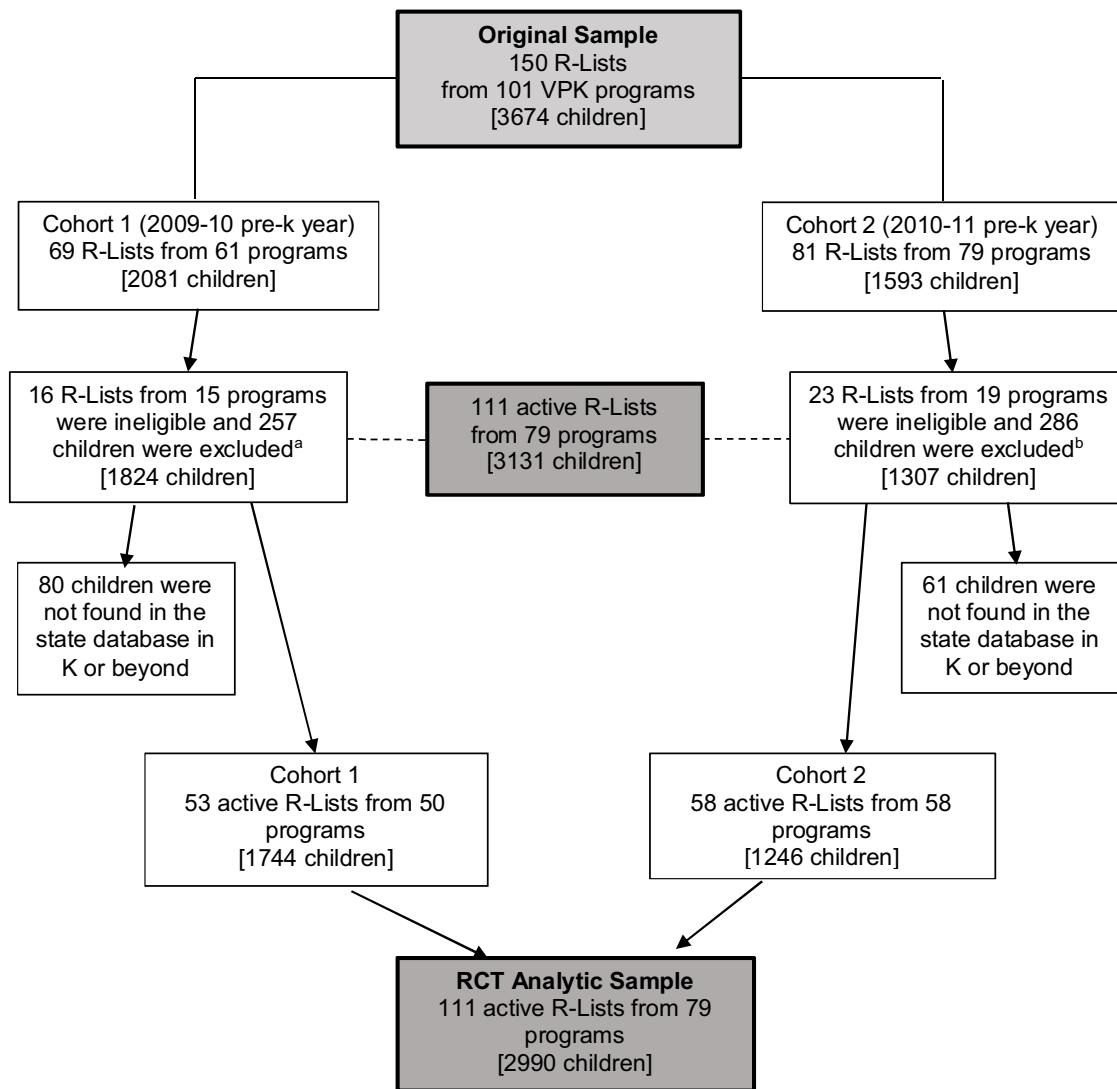 Original Sample
150 R-Lists
from 101 VPK programs
[3674 children]
Cohort 1 (2009-10 pre-k year)
69 R-Lists from 61 programs
[2081 children]
Cohort 2 (2010-11 pre-k year)
81 R-Lists from 79 programs
[1593 children]
16 R-Lists from 15 programs
were ineligible and 257
children were excludedᵃ
[1824 children]
111 active R-Lists
from 79 programs
[3131 children]
23 R-Lists from 19 programs
were ineligible and 286
children were excludedᵇ
[1307 children]
80 children were
not found in the
state database in
K or beyond
61 children were
not found in the
state database in
K or beyond
Cohort 1
53 active R-Lists from 50
programs
[1744 children]
Cohort 2
58 active R-Lists from 58
programs
[1246 children]
RCT Analytic Sample
111 active R-Lists from 79
programs
[2990 children]